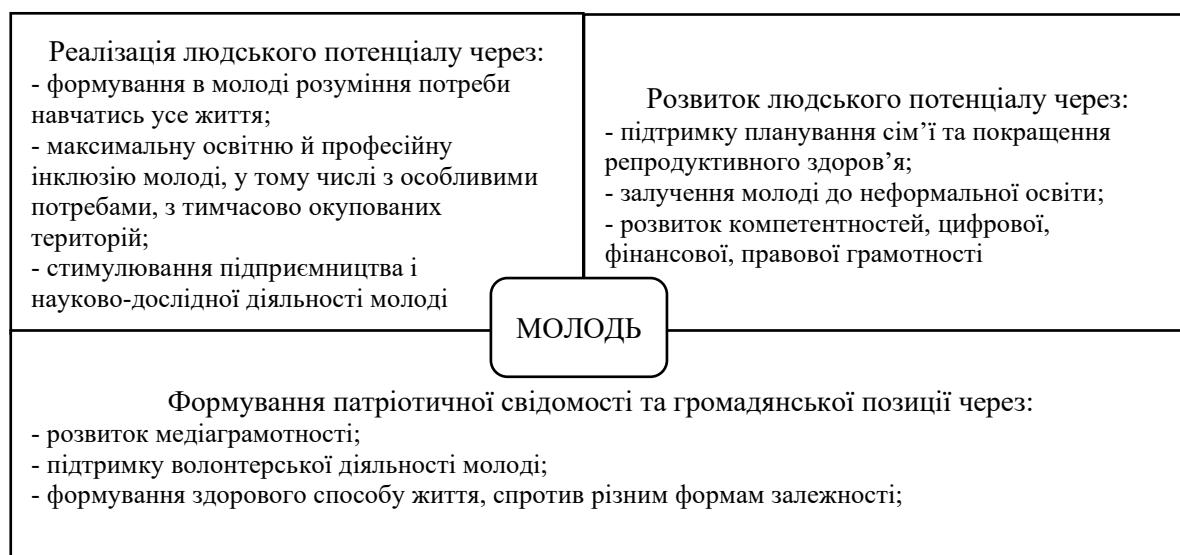 Реалізація людського потенціалу через:
- формування в молоді розуміння потреби
навчатись усе життя;
- максимальну освітню й професійну
інклюзію молоді, у тому числі з особливими
потребами, з тимчасово окупованих
територій;
- стимулювання підприємництва і
науково-дослідної діяльності молоді
Розвиток людського потенціалу через:
- підтримку планування сім’ї та покращення
репродуктивного здоров’я;
- залучення молоді до неформальної освіти;
- розвиток компетентностей, цифрової,
фінансової, правової грамотності
МОЛОДЬ
Формування патріотичної свідомості та громадянської позиції через:
- розвиток медіаграмотності;
- підтримку волонтерської діяльності молоді;
- формування здорового способу життя, спротив різним формам залежності;